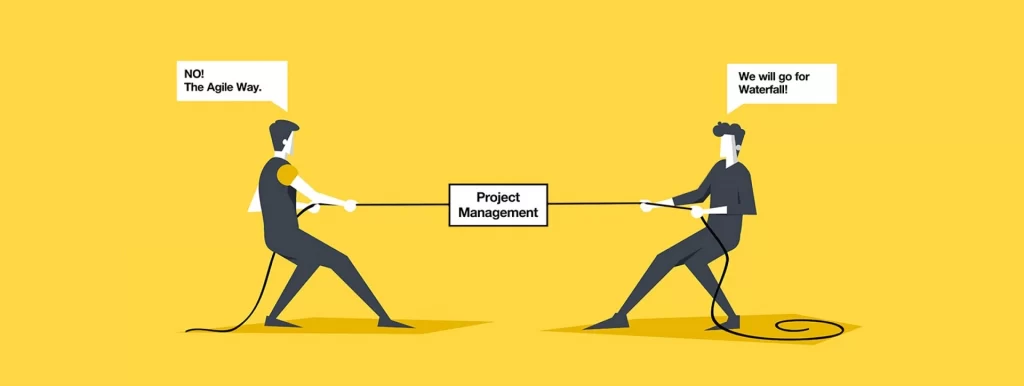 NO!
The Agile Way.
We will go for
Waterfall!
Project
Management